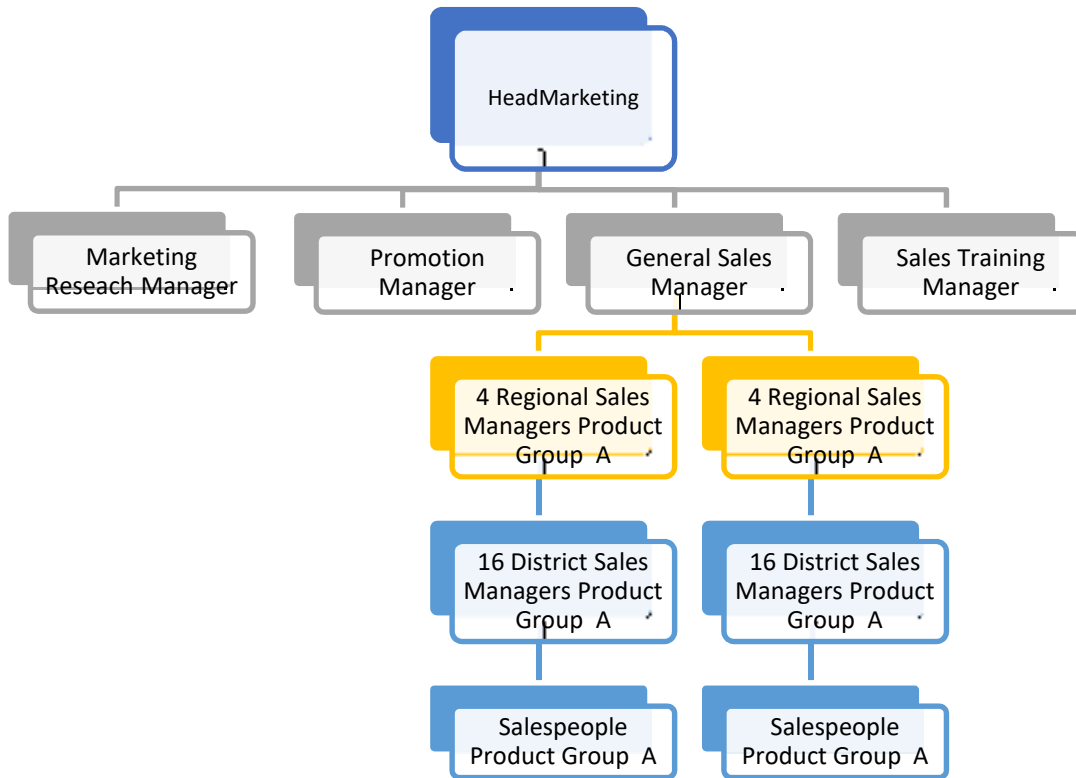 HeadMarketing
Marketing
Reseach Manager
Promotion
Manager
General Sales
Manager
Sales Training
Manager
4 Regional Sales
Managers Product
Group A
4 Regional Sales
Managers Product
Group A
16 District Sales
Managers Product
Group A
16 District Sales
Managers Product
Group A
Salespeople
Product Group A
Salespeople
Product Group A